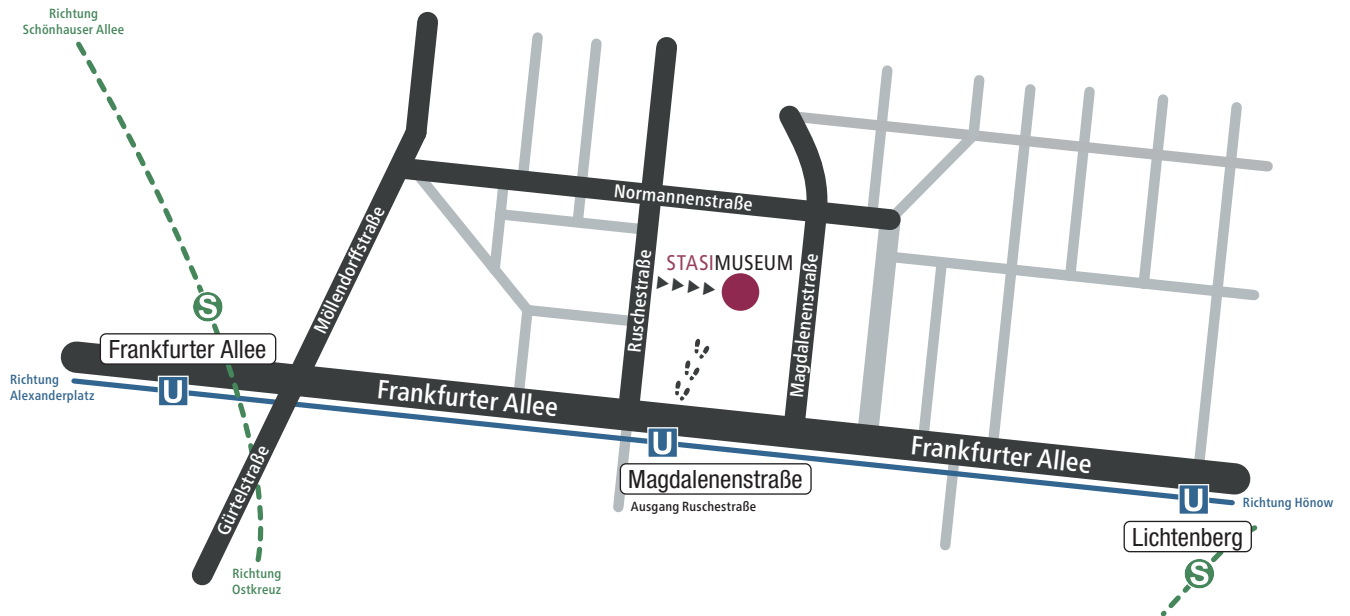 Richtung
Schönhauser Allee
Normannenstraße
STASIMUSEUM
Möllendorffstraße
Ruschestraße
Magdalenenstraße
S
Frankfurter Allee
Richtung
Alexanderplatz
U
Frankfurter Allee
U
Frankfurter Allee
Magdalenenstraße
Ausgang Ruschestraße
Gürtelstraße
U
Richtung Hönow
Lichtenberg
S
Richtung
Ostkreuz